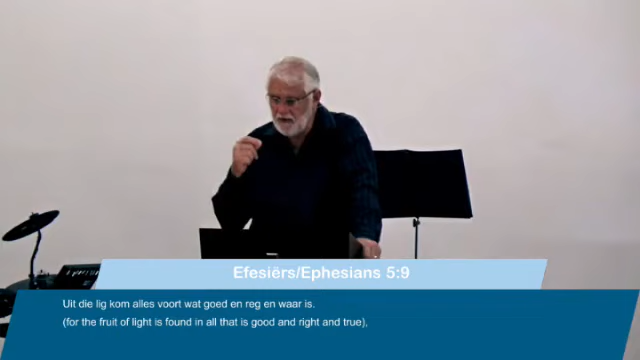 Efesiërs/Ephesians 5:9
Uit die lig kom alles voort wat goed en reg en waar is.
(for the fruit of light is found in all that is good and right and true),